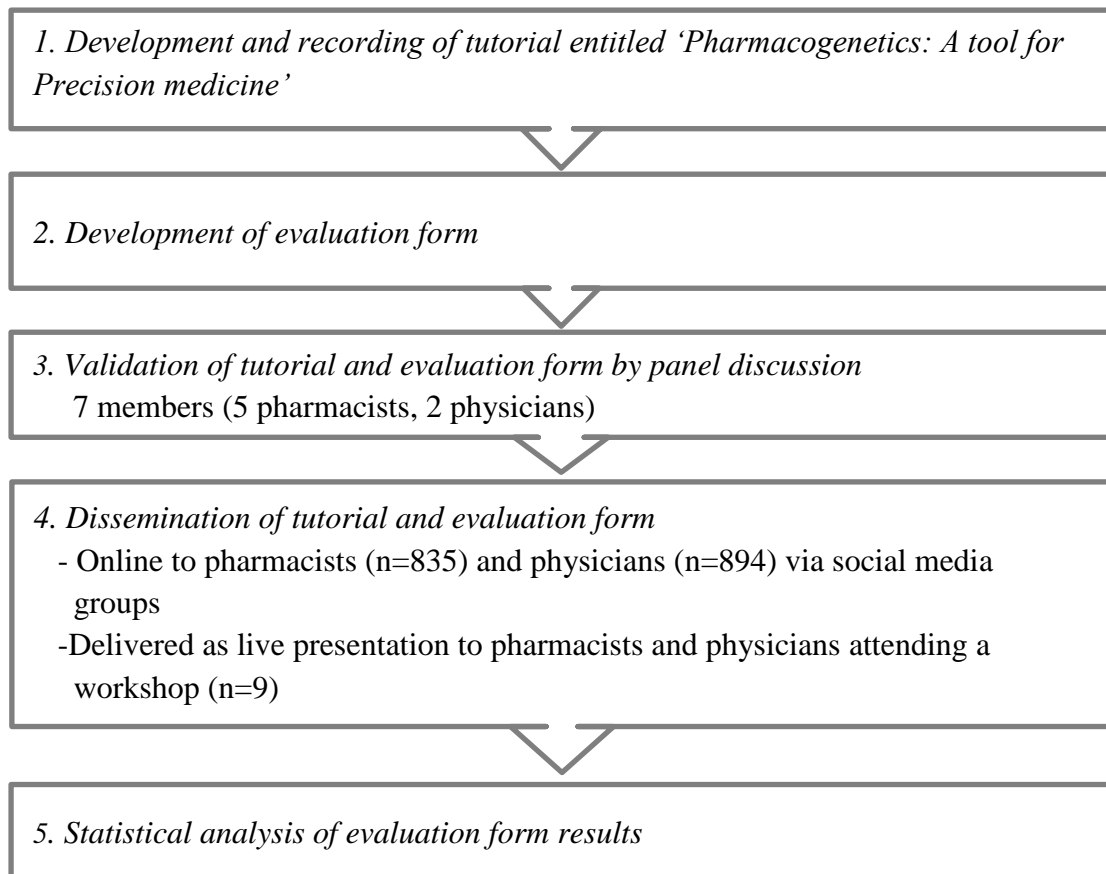 1. Development and recording of tutorial entitled ‘Pharmacogenetics: A tool for
Precision medicine’
2. Development of evaluation form
3. Validation of tutorial and evaluation form by panel discussion
7 members (5 pharmacists, 2 physicians)
4. Dissemination of tutorial and evaluation form
- Online to pharmacists (n=835) and physicians (n=894) via social media
groups
-Delivered as live presentation to pharmacists and physicians attending a
workshop (n=9)
5. Statistical analysis of evaluation form results